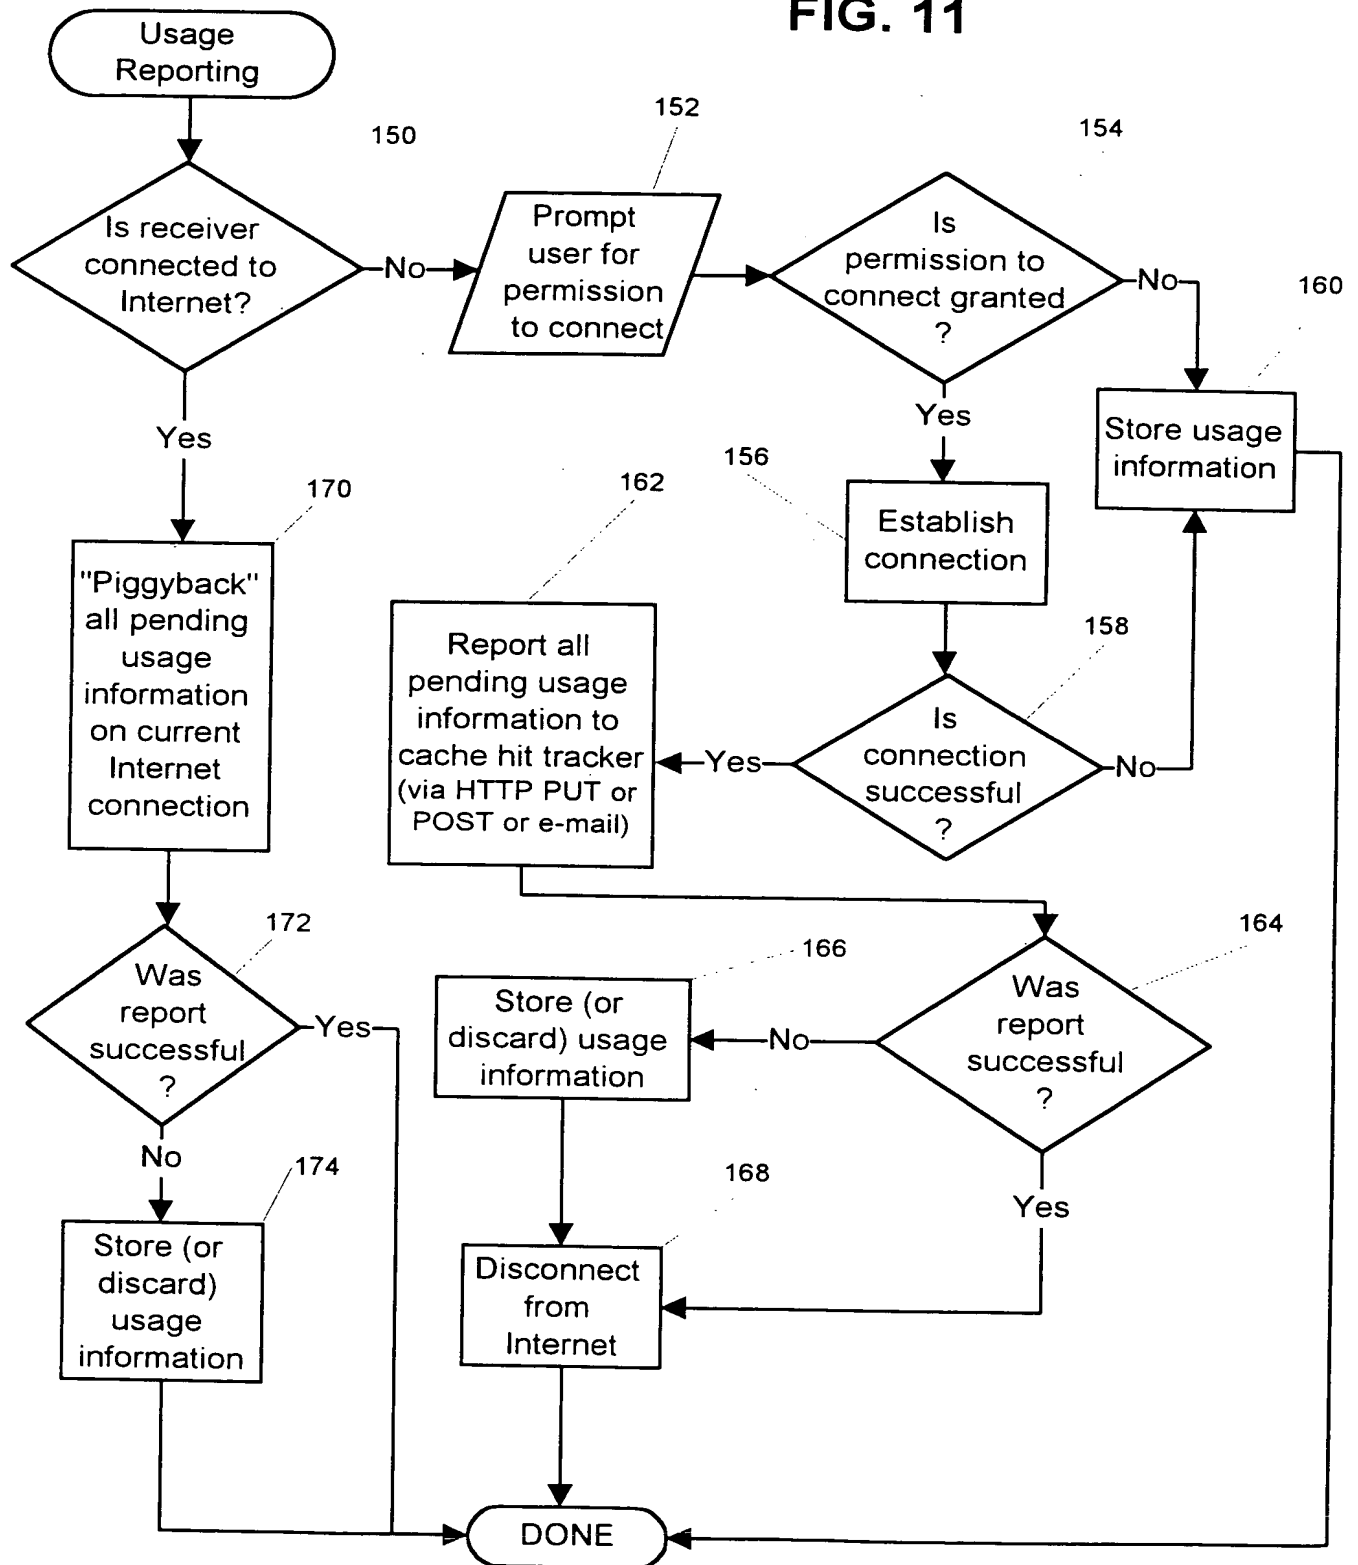 FIG. 11
Usage
Reporting
150
152
154
Is receiver
connected to
Internet?
No
Prompt
user for
permission
to connect
Is
permission to
connect granted
?
No
160
Yes
Yes
Store usage
information
170
162
156
Establish
connection
"Piggyback"
all pending
usage
information
on current
Internet
connection
Report all
pending usage
information to
cache hit tracker
(via HTTP PUT or
POST or e-mail)
158
Is
connection
successful
?
Yes
No
172
Was
report
successful
?
Yes
166
Store (or
discard) usage
information
No
164
Was
report
successful
?
No
174
Store (or
discard)
usage
information
168
Disconnect
from
Internet
Yes
DONE